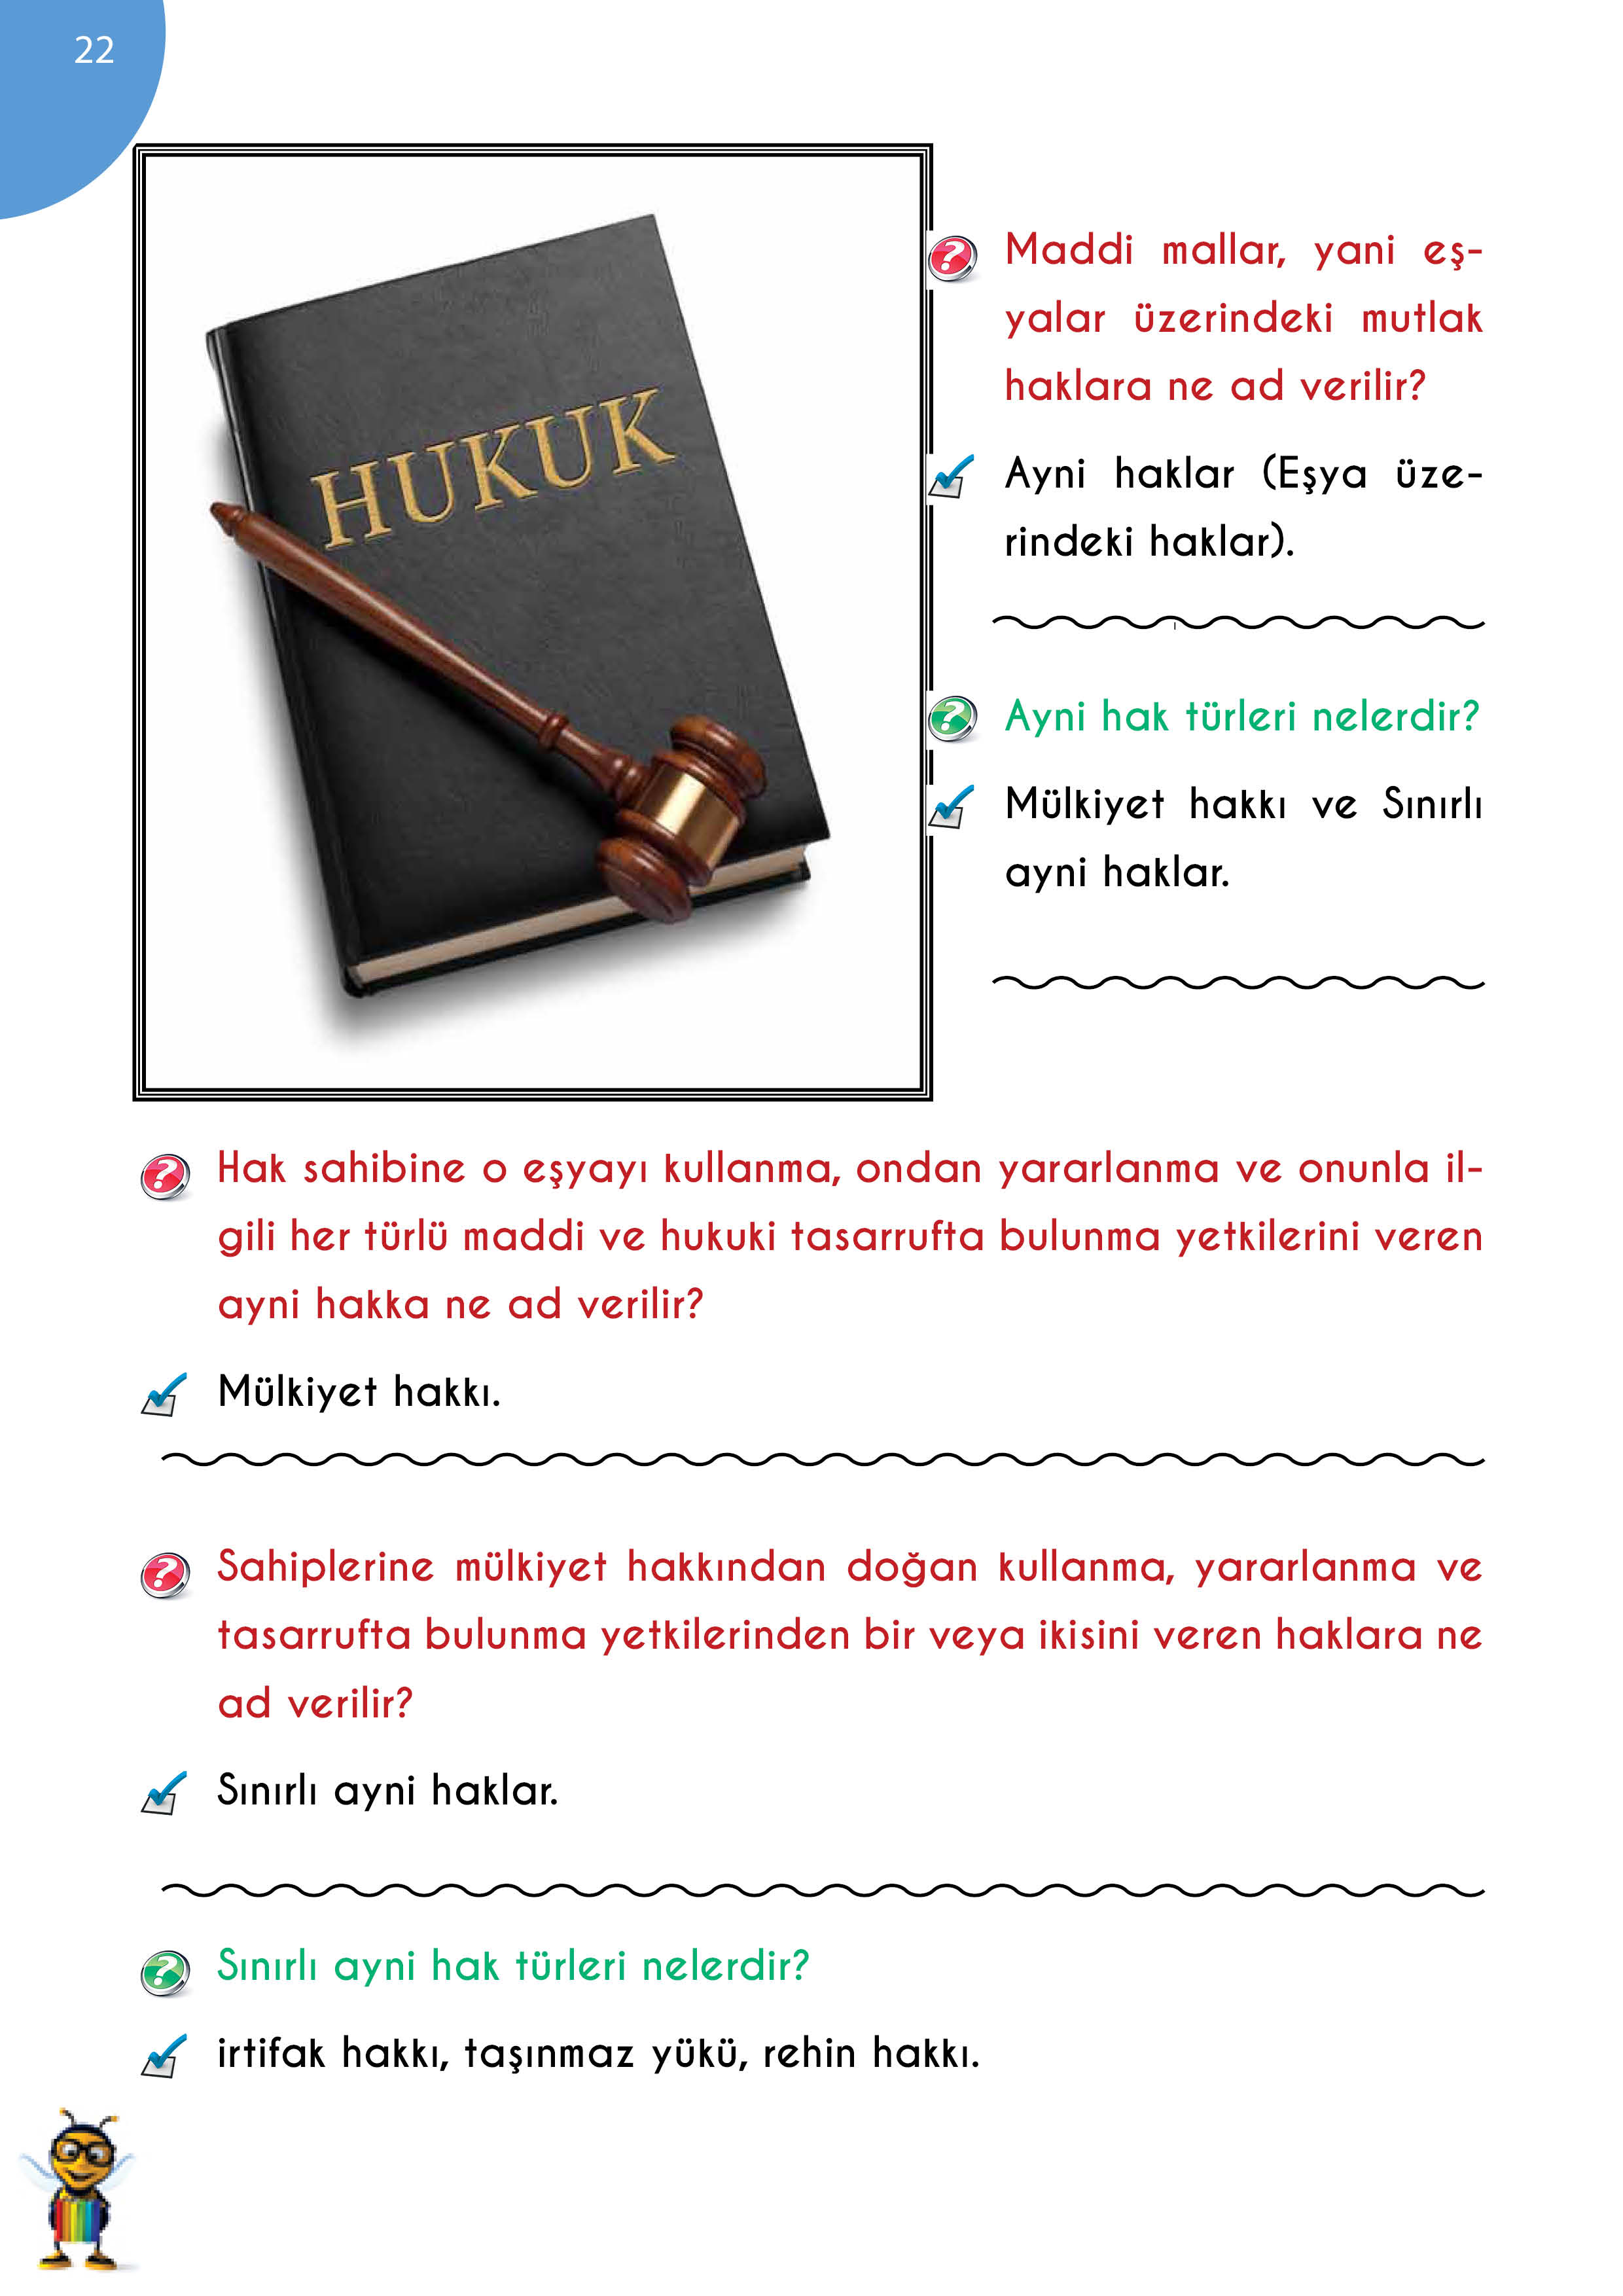 22
HUKUK
Maddi mallar, yani eş-
yalar üzerindeki mutlak
haklara ne ad verilir?
Ayni haklar (Eşya üze-
rindeki haklar).
Ayni hak türleri nelerdir?
Mülkiyet hakkı ve Sınırlı
ayni haklar.
Hak sahibine o eşyayı kullanma, ondan yararlanma ve onunla il-
gili her türlü maddi ve hukuki tasarrufta bulunma yetkilerini veren
ayni hakka ne ad verilir?
Mülkiyet hakkı.
Sahiplerine mülkiyet hakkından doğan kullanma, yararlanma ve
tasarrufta bulunma yetkilerinden bir veya ikisini veren haklara ne
ad verilir?
Sınırlı ayni haklar.
Sınırlı ayni hak türleri nelerdir?
irtifak hakkı, taşınmaz yükü, rehin hakkı.